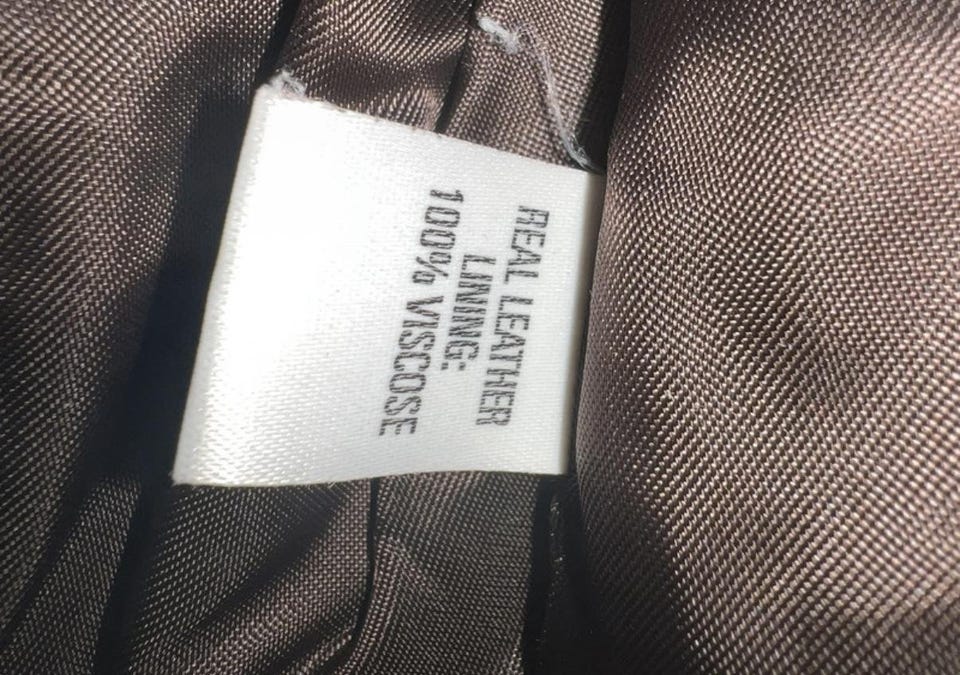 REAL LEATHER
LINING:
100% VISCOSE